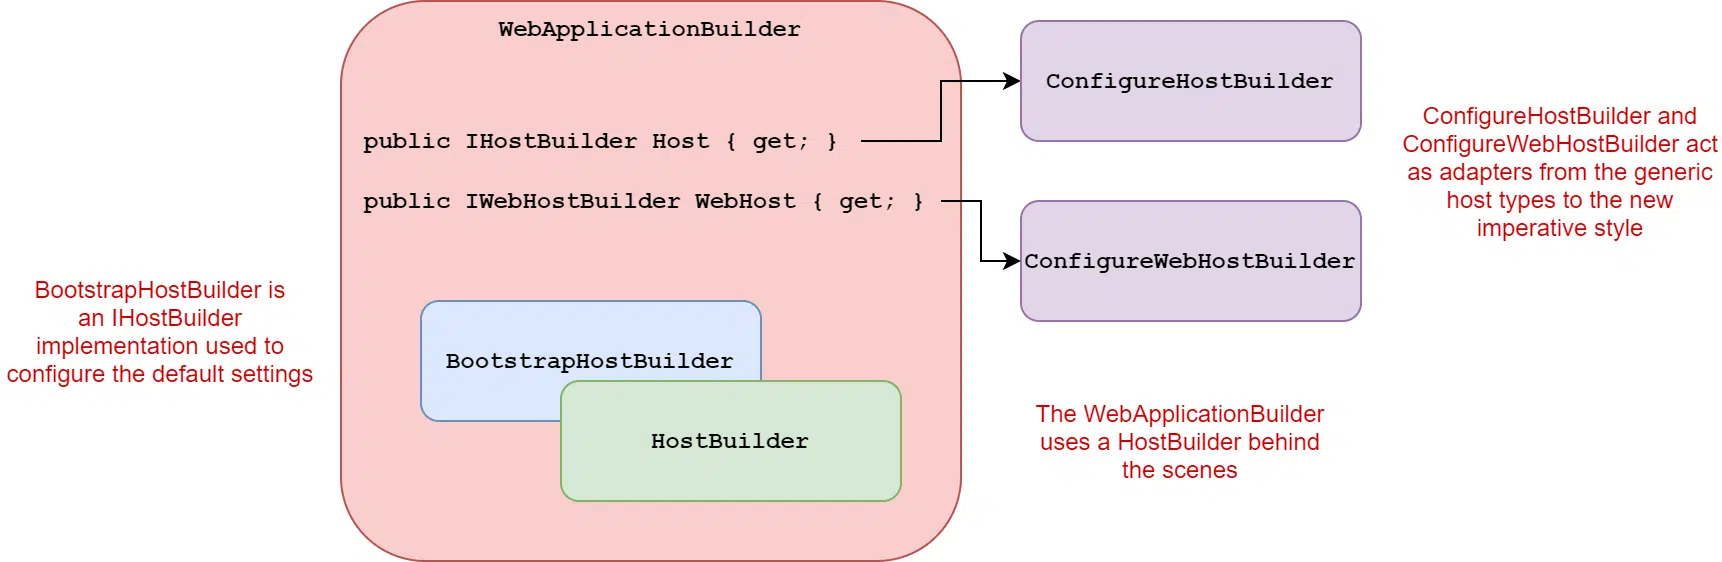 WebApplicationBuilder
public IHostBuilder Host { get; }
public IWebHostBuilder WebHost { get; }
ConfigureHostBuilder
ConfigureWebHostBuilder
ConfigureHostBuilder and
ConfigureWebHostBuilder act
as adapters from the generic
host types to the new
imperative style
BootstrapHostBuilder is
an IHostBuilder
implementation used to
configure the default settings
BootstrapHostBuilder
HostBuilder
The WebApplicationBuilder
uses a HostBuilder behind
the scenes